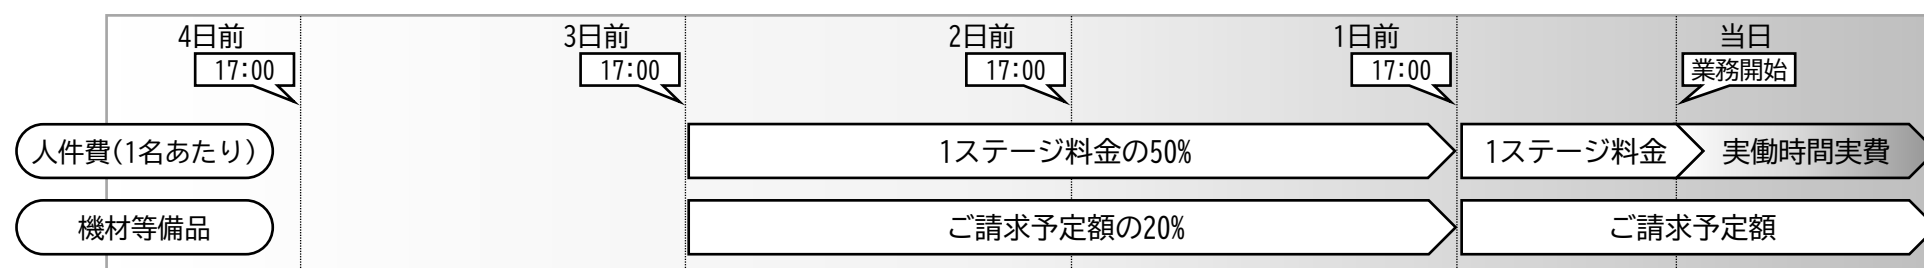 4日前
17:00
3日前
17:00
2日前
17:00
1日前
17:00
当日
業務開始
人件費(1名あたり)
1ステージ料金の50%
1ステージ料金
実働時間実費
機材等備品
ご請求予定額の20%
ご請求予定額